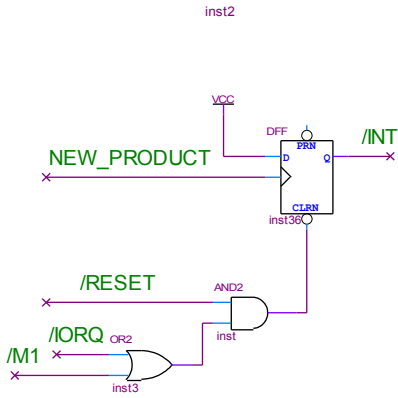 inst2
VCC
DFF
PRN
/INT
D
Q
NEW_PRODUCT
CLRN
inst36
/RESET
AND2
/IORQ
OR2
inst
/M1
inst3